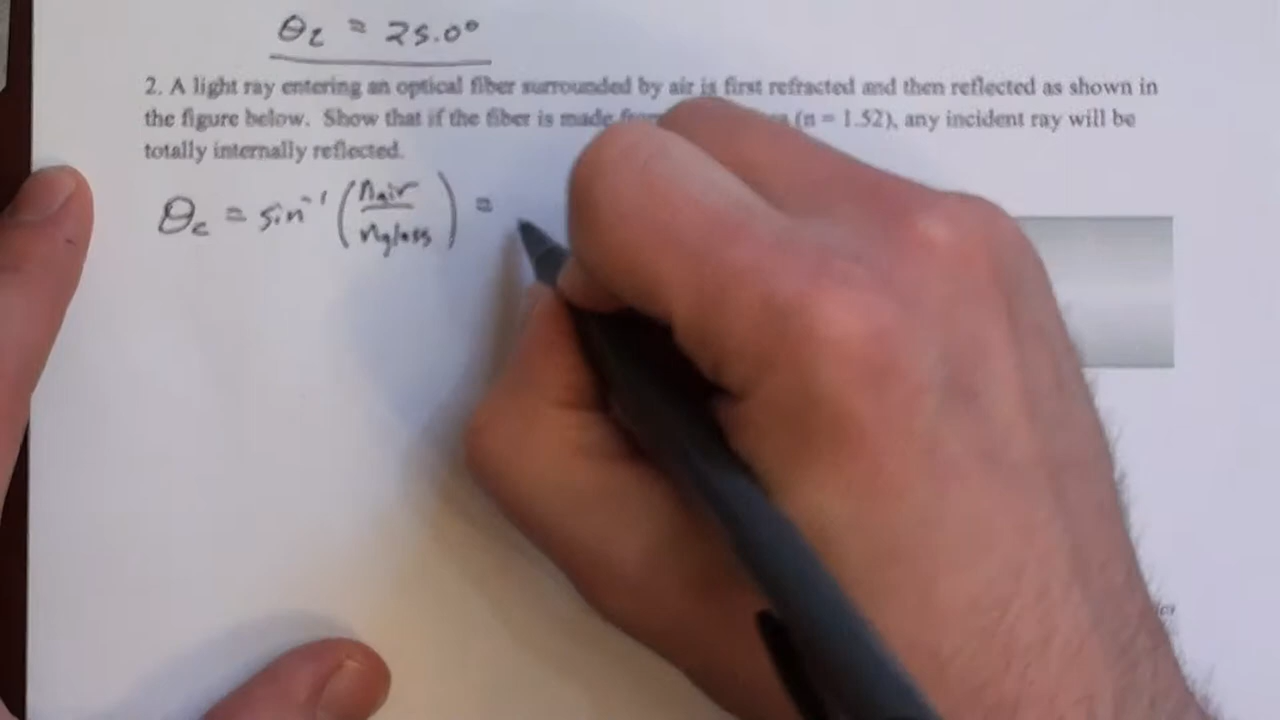 θ₂ = 25.0°
2. A light ray entering an optical fiber surrounded by air is first refracted and then reflected as shown in
the figure below. Show that if the fiber is made (n = 1.52), any incident ray will be
totally internally reflected.
θc = sin⁻¹ (nair/nglass) =